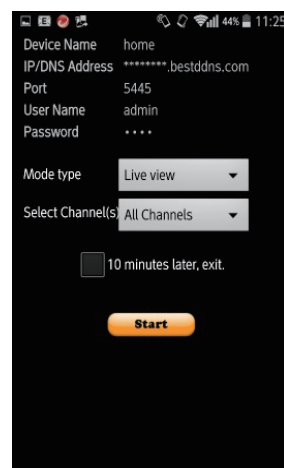 44% 11:25
Device Name home
IP/DNS Address ********.bestddns.com
Port 5445
User Name admin
Password ••••
Mode type Live view
Select Channel(s) All Channels
10 minutes later, exit.
Start